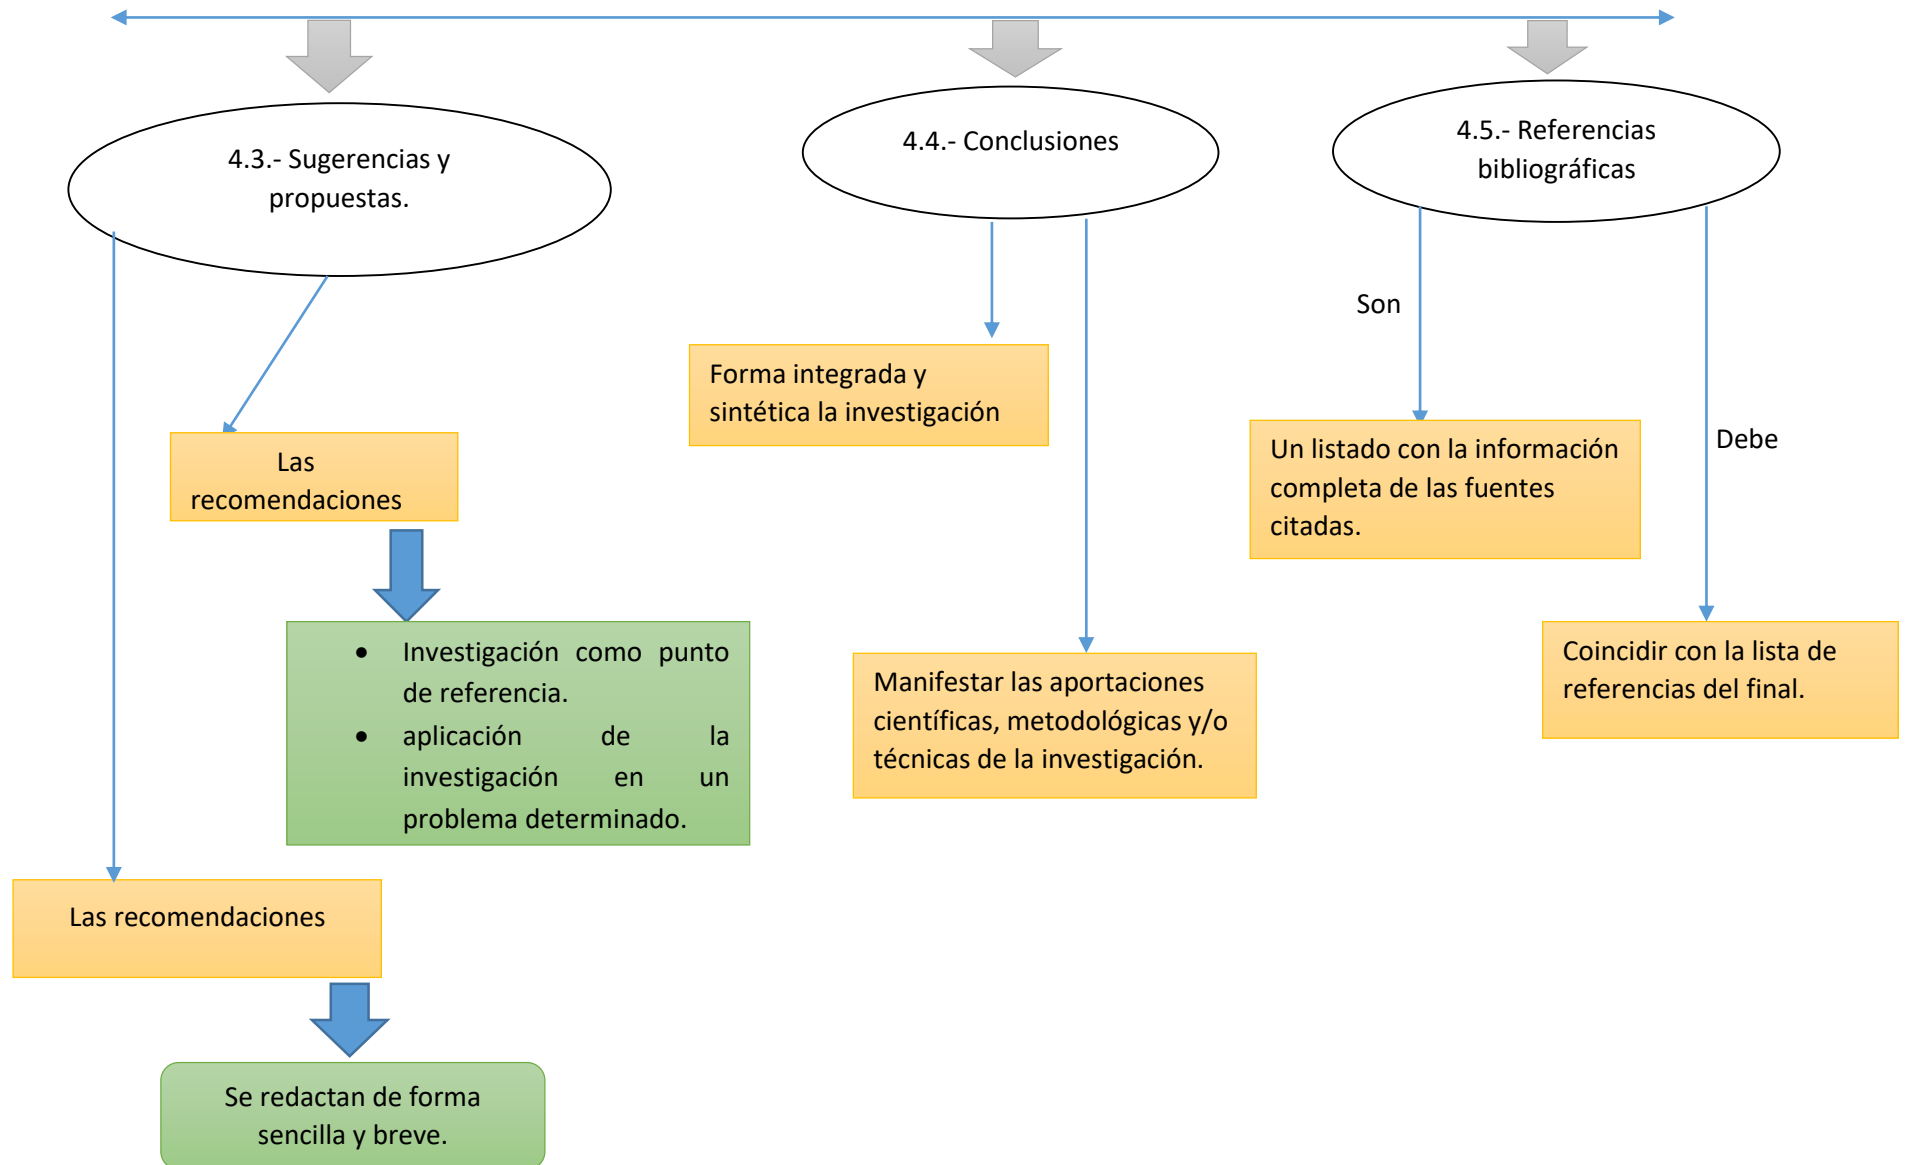 4.3.- Sugerencias y
propuestas.
4.4.- Conclusiones
4.5.- Referencias
bibliográficas
Son
Debe
Forma integrada y
sintética la investigación
Las
recomendaciones
Un listado con la información
completa de las fuentes
citadas.
• Investigación como punto
de referencia.
• aplicación de la
investigación en un
problema determinado.
Manifestar las aportaciones
científicas, metodológicas y/o
técnicas de la investigación.
Coincidir con la lista de
referencias del final.
Las recomendaciones
Se redactan de forma
sencilla y breve.